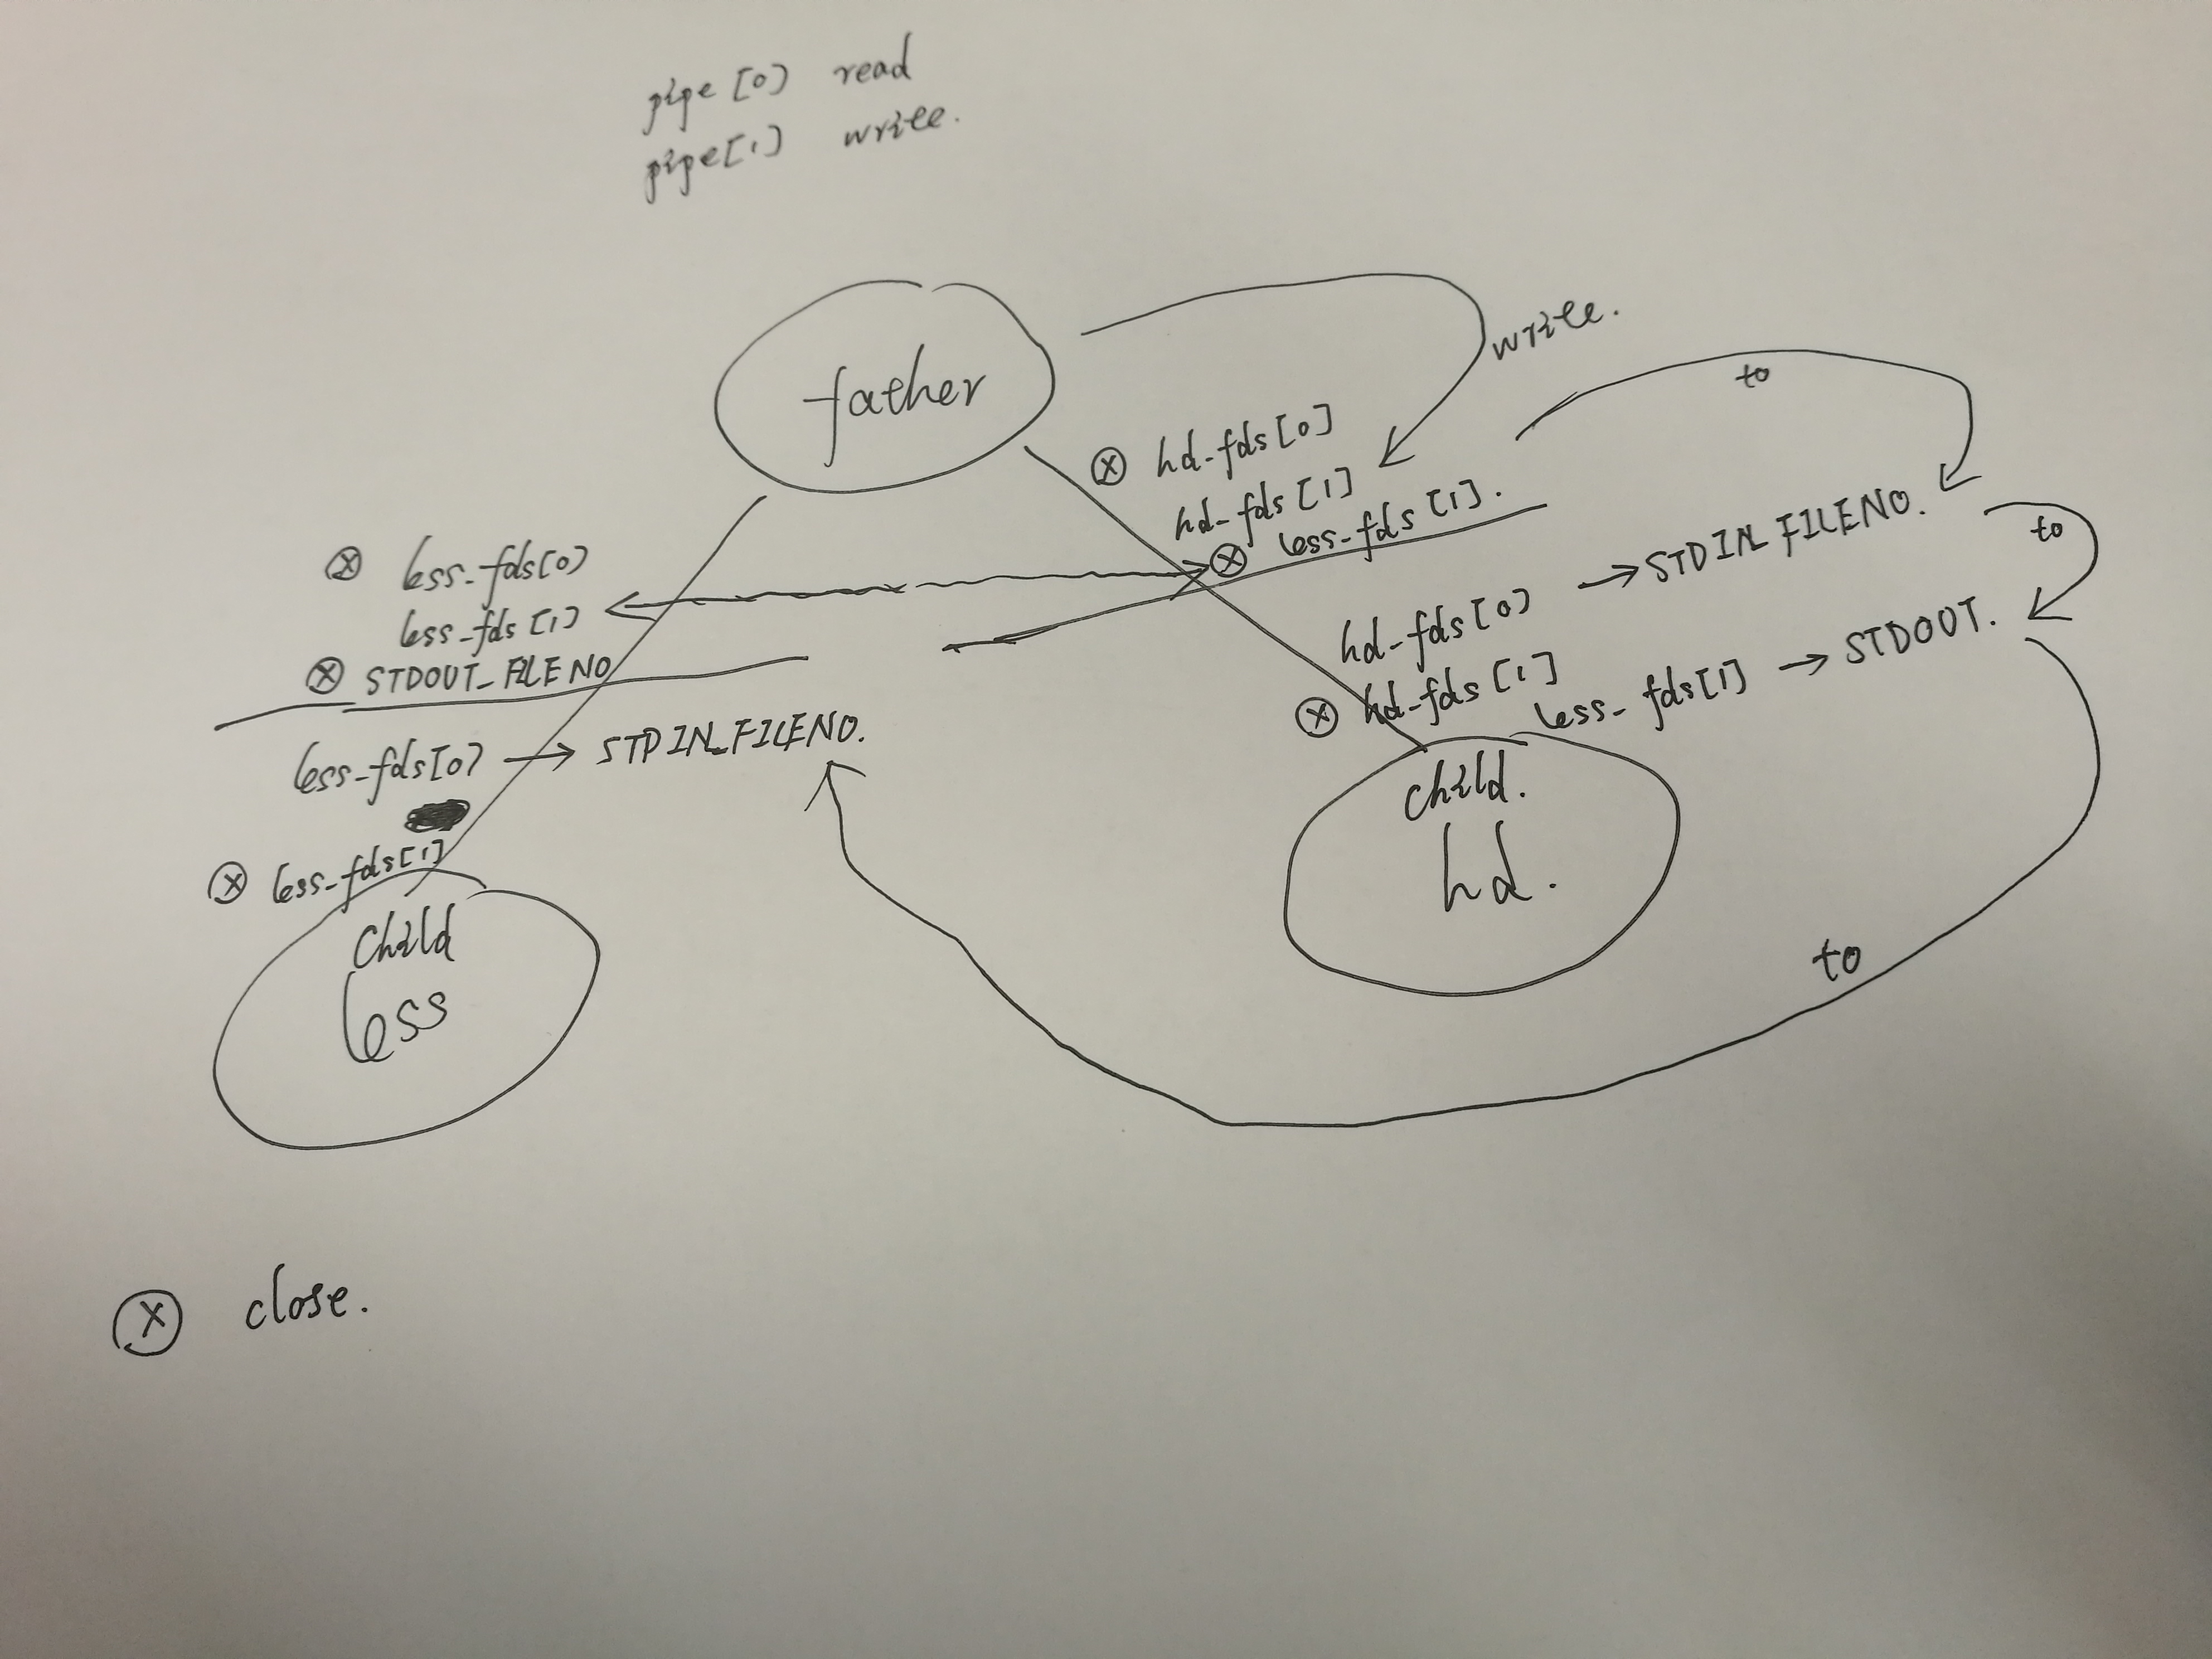 pipe[0] read
pipe[1] write.
father
write.
to
ⓧ hd-fds[0]
hd-fds[1]
ⓧ less-fds[1].
ⓧ less-fds[0]
less-fds[1]
ⓧ STDOUT_FILENO
hd-fds[0] → STDIN_FILENO.
to
ⓧ hd-fds[1]
less-fds[1] → STDOUT.
less-fds[0] → STDIN_FILENO.
ⓧ less-fds[1]
child.
hd.
child
less
to
ⓧ close.